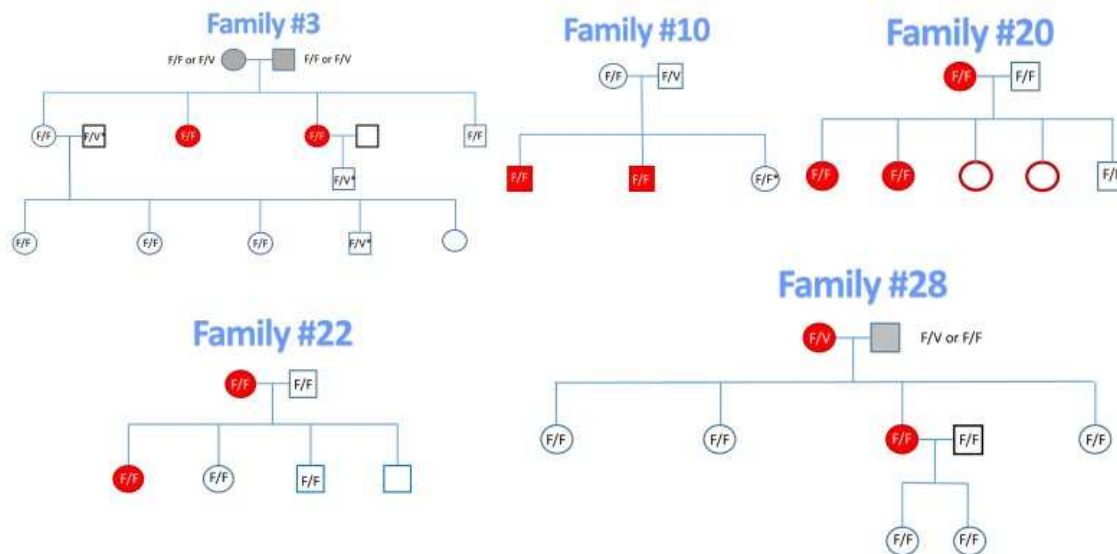 Family #3
F/F or F/V
F/F or F/V
F/F
F/V*
F/F
F/F
F/F
F/V*
F/F
F/F
F/F
F/V*
Family #10
F/F
F/V
F/F
F/F
F/F*
Family #20
F/F
F/F
F/F
F/F
F/F
Family #22
F/F
F/F
F/F
F/F
F/F
Family #28
F/V
F/V or F/F
F/F
F/F
F/F
F/F
F/F
F/F
F/F